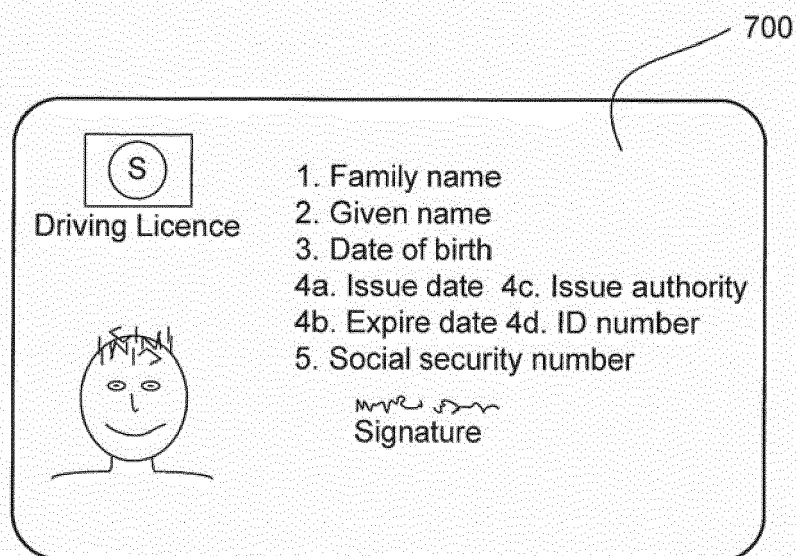 700
S
Driving Licence
1. Family name
2. Given name
3. Date of birth
4a. Issue date 4c. Issue authority
4b. Expire date 4d. ID number
5. Social security number
Signature